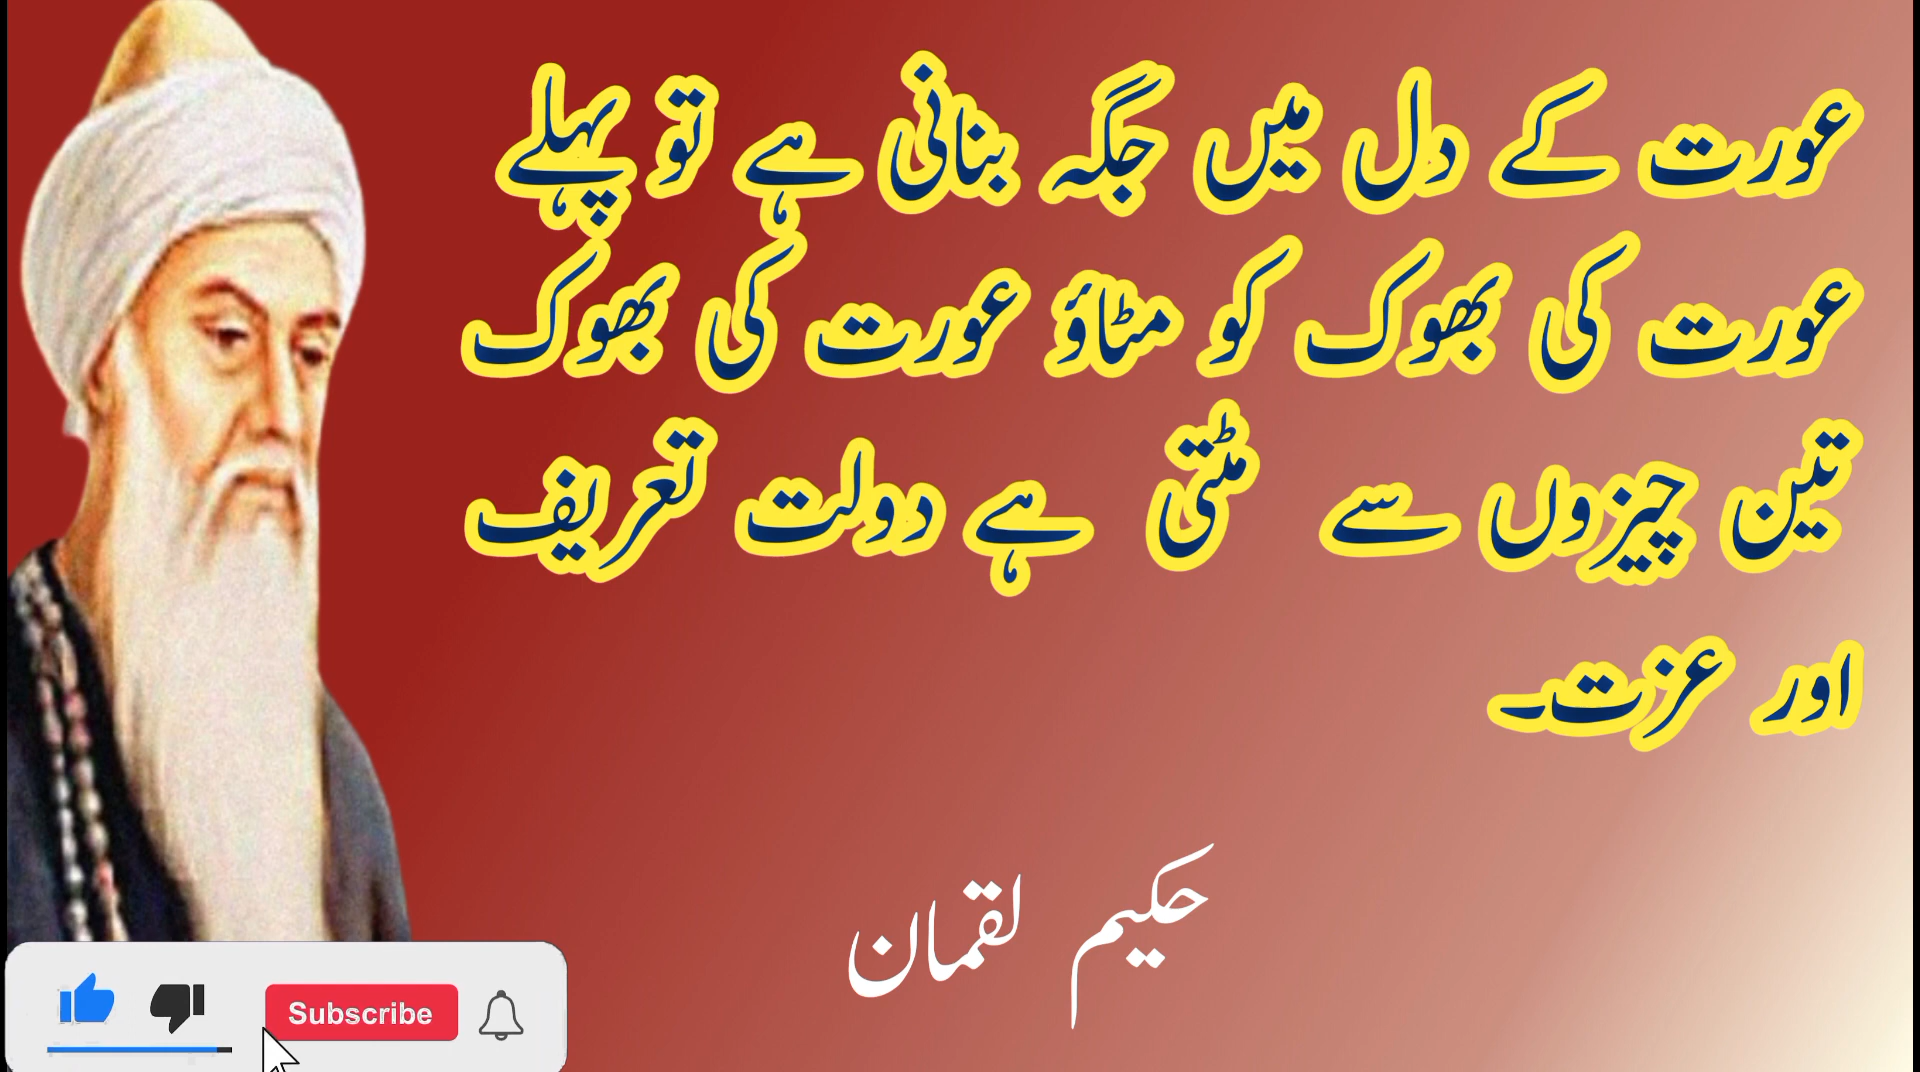 عورت کے دل میں جگہ بنانی ہے تو پہلے
عورت کی بھوک کو مٹاؤ عورت کی بھوک
تین چیزوں سے مٹتی ہے دولت تعریف
اور عزت۔
حکیم لقمان
Subscribe